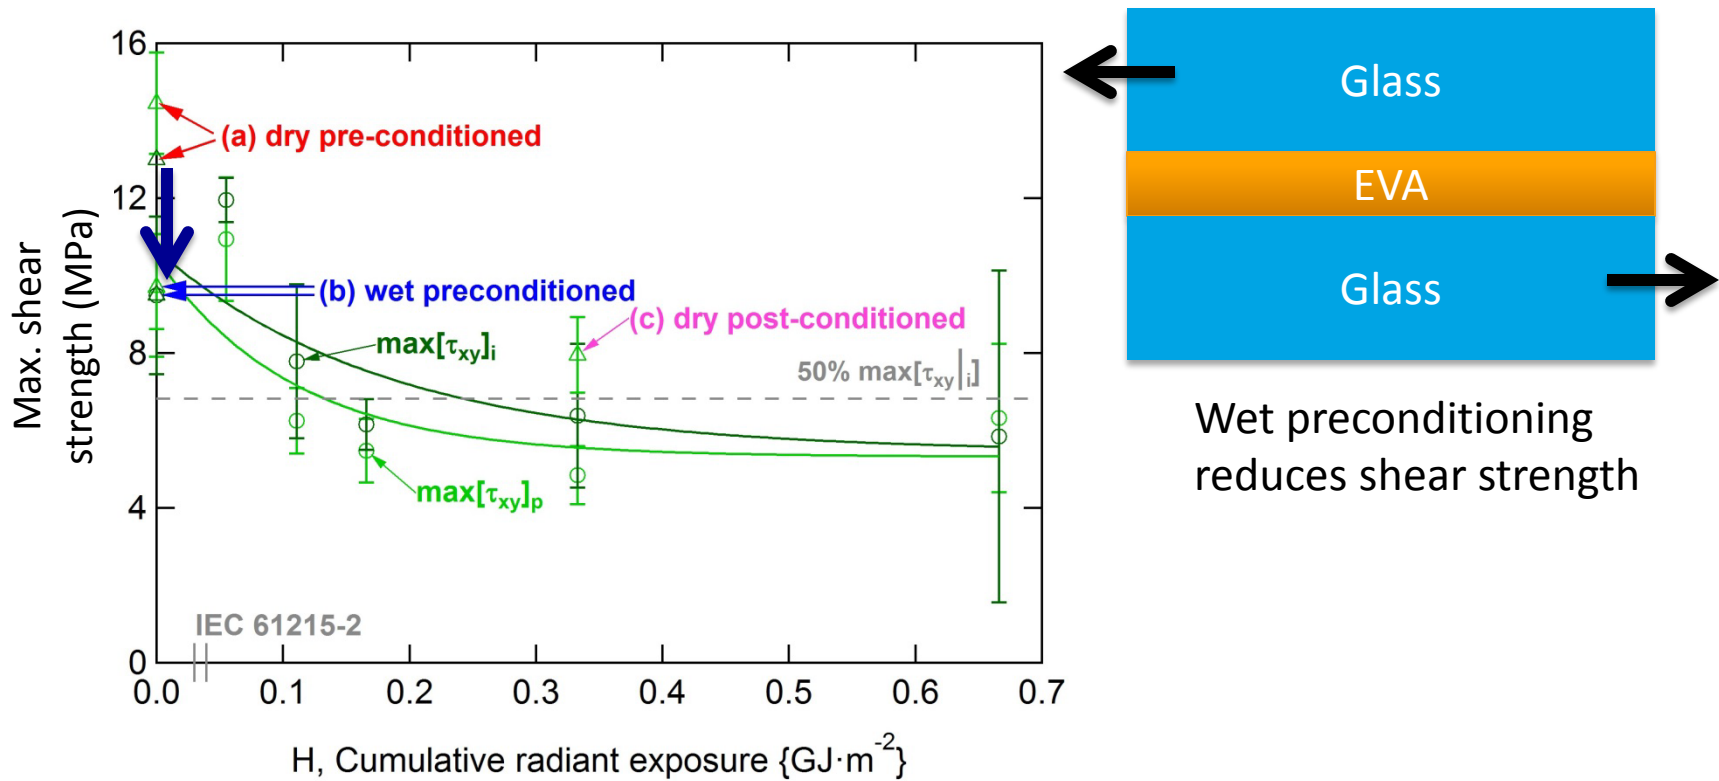 16
12
8
4
0
Max. shear
strength (MPa)
(a) dry pre-conditioned
(b) wet preconditioned
(c) dry post-conditioned
max[τxy]i
50% max[τxy|i]
max[τxy]p
IEC 61215-2
0.0 0.1 0.2 0.3 0.4 0.5 0.6 0.7
H, Cumulative radiant exposure {GJ·m-2}
Glass
EVA
Glass
Wet preconditioning
reduces shear strength